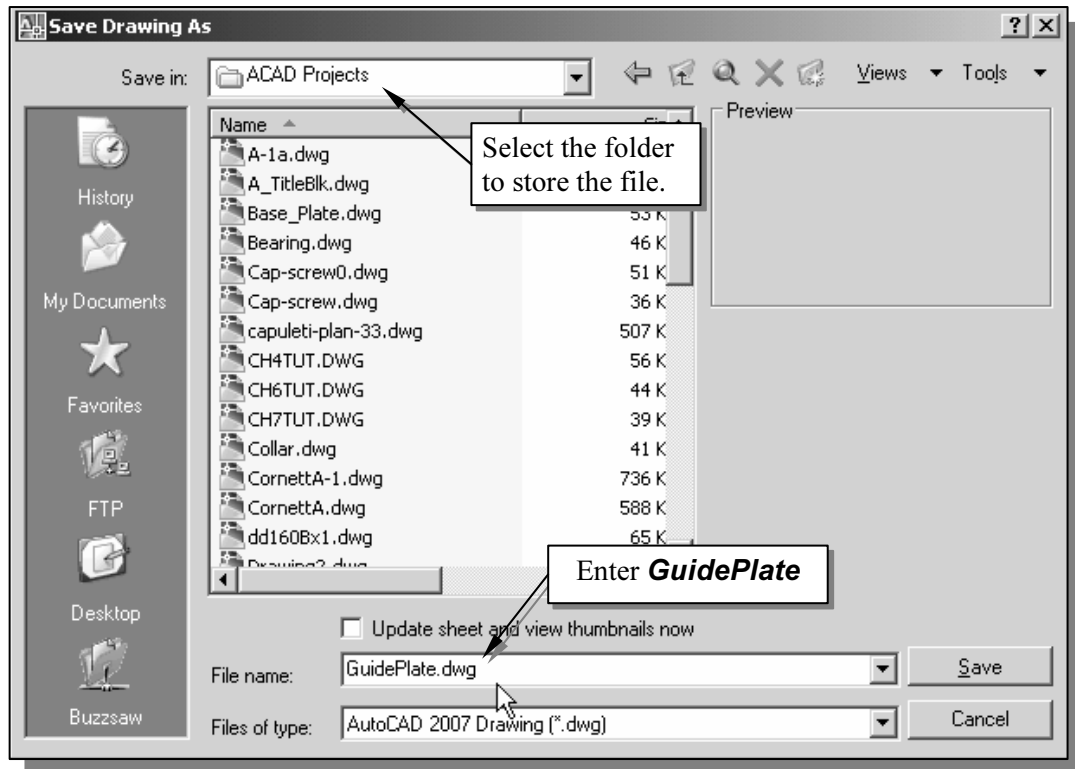 Save Drawing As
Save in: ACAD Projects Views Tools
Name
Preview
Select the folder
to store the file.
A-1a.dwg
A_TitleBlk.dwg
Base_Plate.dwg 53 K
Bearing.dwg 46 K
Cap-screw0.dwg 51 K
Cap-screw.dwg 36 K
capuleti-plan-33.dwg 507 K
CH4TUT.DWG 56 K
CH6TUT.DWG 44 K
CH7TUT.DWG 39 K
Collar.dwg 41 K
CornettA-1.dwg 736 K
CornettA.dwg 588 K
dd160Bx1.dwg 65 K
History
My Documents
Favorites
FTP
Desktop
Buzzsaw
Enter GuidePlate
Update sheet and view thumbnails now
File name: GuidePlate.dwg Save
Files of type: AutoCAD 2007 Drawing (*.dwg) Cancel